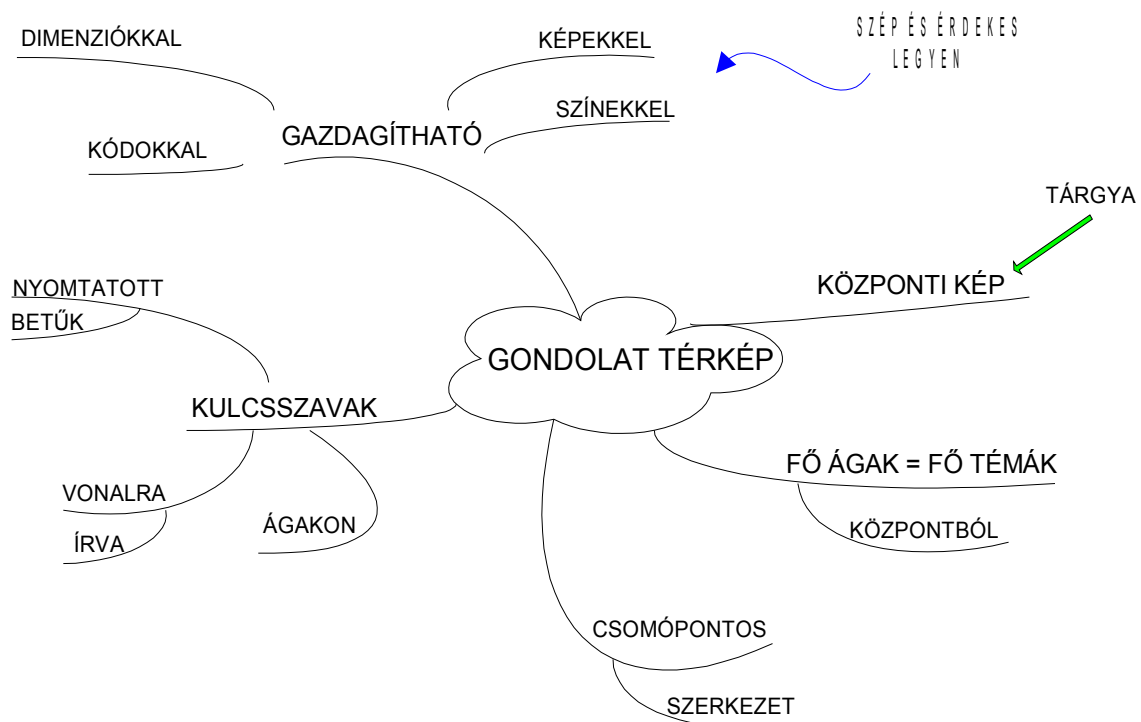 SZÉP ÉS ÉRDEKES
LEGYEN
DIMENZIÓKKAL
KÉPEKKEL
SZÍNEKKEL
GAZDAGÍTHATÓ
KÓDOKKAL
TÁRGYA
KÖZPONTI KÉP
NYOMTATOTT
BETŰK
GONDOLAT TÉRKÉP
KULCSSZAVAK
FŐ ÁGAK = FŐ TÉMÁK
VONALRA
ÍRVA
ÁGAKON
KÖZPONTBÓL
CSOMÓPONTOS
SZERKEZET